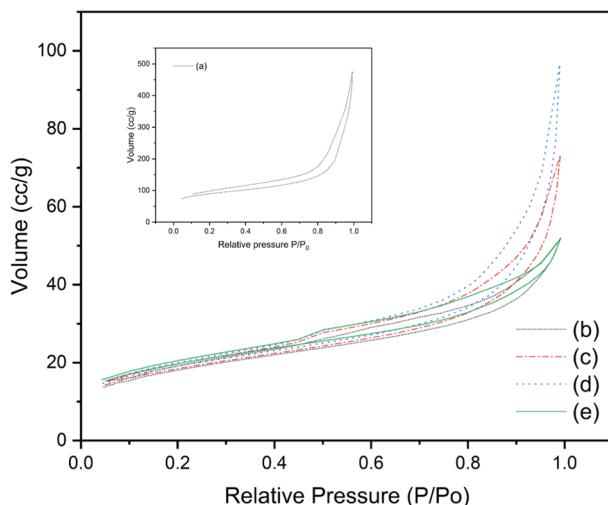 100
80
60
40
20
0
Volume (cc/g)
0.0 0.2 0.4 0.6 0.8 1.0
Relative Pressure (P/Po)
(a)
500
400
300
200
100
0
Volume (cc/g)
0.0 0.2 0.4 0.6 0.8 1.0
Relative pressure P/P₀
(b)
(c)
(d)
(e)